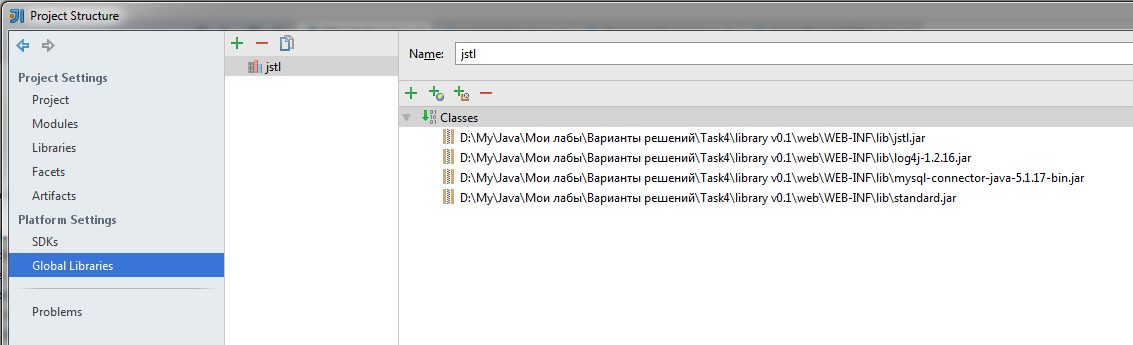 Project Structure
Project Settings
Project
Modules
Libraries
Facets
Artifacts
Platform Settings
SDKs
Global Libraries
Problems
jstl
Name: jstl
Classes
D:\My\Java\Мои лабы\Варианты решений\Task4\library v0.1\web\WEB-INF\lib\jstl.jar
D:\My\Java\Мои лабы\Варианты решений\Task4\library v0.1\web\WEB-INF\lib\log4j-1.2.16.jar
D:\My\Java\Мои лабы\Варианты решений\Task4\library v0.1\web\WEB-INF\lib\mysql-connector-java-5.1.17-bin.jar
D:\My\Java\Мои лабы\Варианты решений\Task4\library v0.1\web\WEB-INF\lib\standard.jar